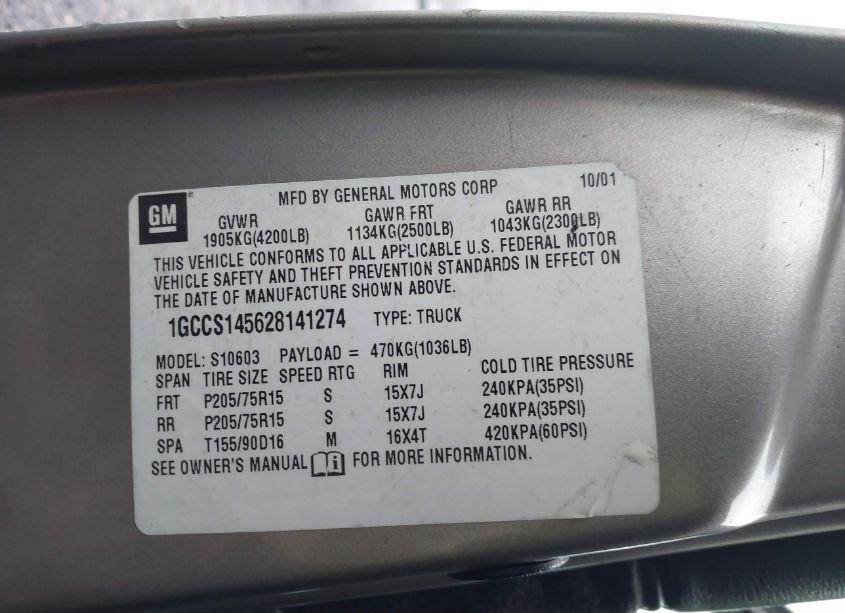 GM
MFD BY GENERAL MOTORS CORP 10/01
GVWR GAWR FRT GAWR RR
1905KG(4200LB) 1134KG(2500LB) 1043KG(2300LB)
THIS VEHICLE CONFORMS TO ALL APPLICABLE U.S. FEDERAL MOTOR
VEHICLE SAFETY AND THEFT PREVENTION STANDARDS IN EFFECT ON
THE DATE OF MANUFACTURE SHOWN ABOVE.
1GCCS145628141274 TYPE: TRUCK
MODEL: S10603 PAYLOAD = 470KG(1036LB)
SPAN TIRE SIZE SPEED RTG RIM COLD TIRE PRESSURE
FRT P205/75R15 S 15X7J 240KPA(35PSI)
RR P205/75R15 S 15X7J 240KPA(35PSI)
SPA T155/90D16 M 16X4T 420KPA(60PSI)
SEE OWNER'S MANUAL FOR MORE INFORMATION.